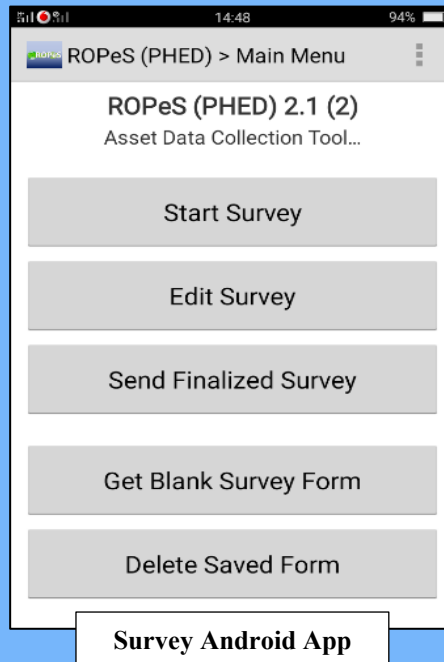 14:48
94%
ROPeS (PHED) > Main Menu
ROPeS (PHED) 2.1 (2)
Asset Data Collection Tool...
Start Survey
Edit Survey
Send Finalized Survey
Get Blank Survey Form
Delete Saved Form
Survey Android App